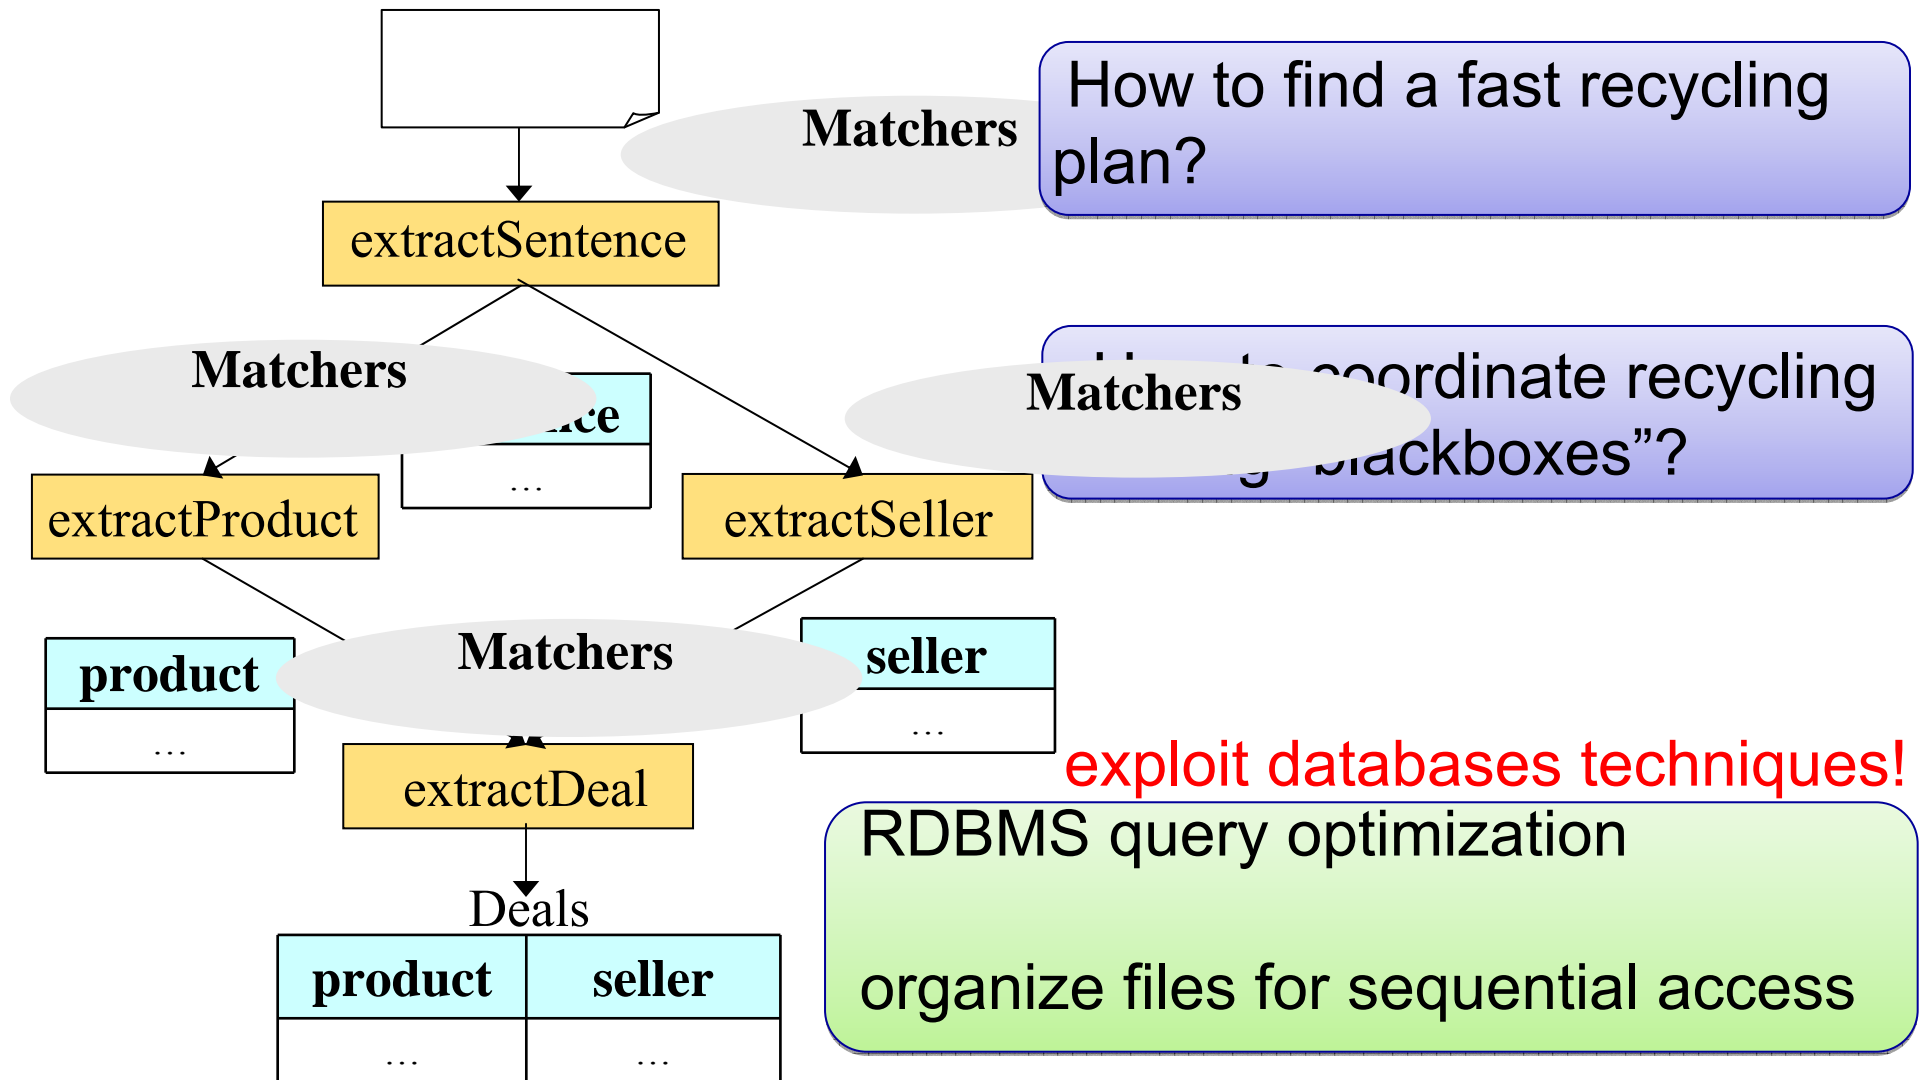 How to find a fast recycling
plan?
Matchers
extractSentence
Matchers
Matchers
coordinate recycling
blackboxes”?
…
extractProduct
extractSeller
Matchers
product
…
seller
…
extractDeal
exploit databases techniques!
RDBMS query optimization
organize files for sequential access
Deals
product seller
… …